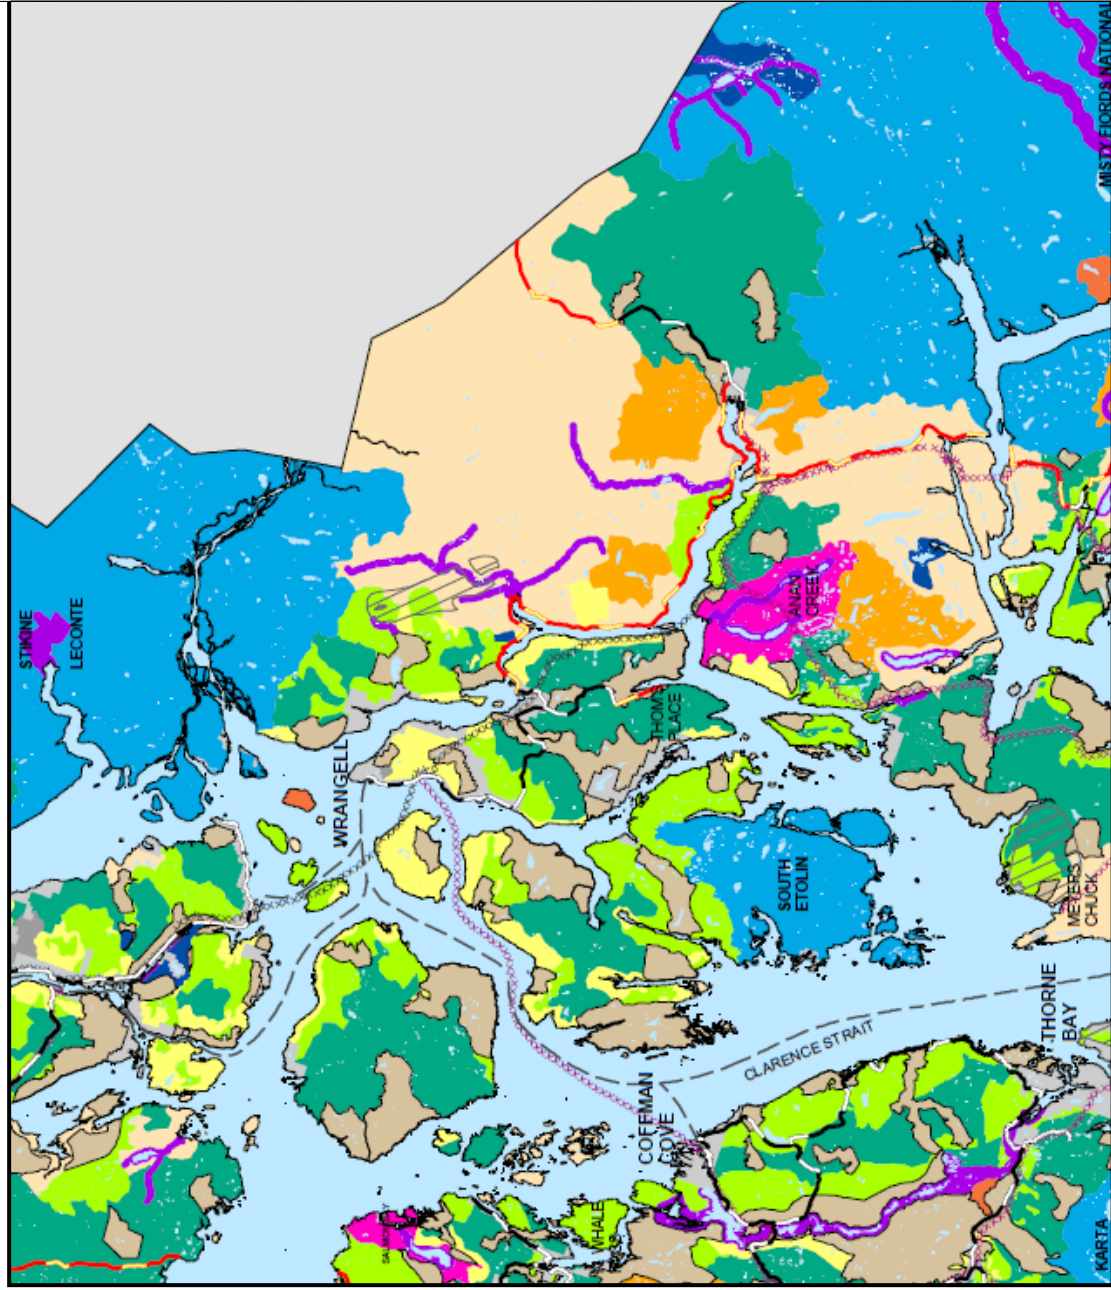 STIKINE
LECONTE
MISTY FIORDS NATIONAL
WRANGELL
THOMS
PLACE
ANAN
CREEK
SOUTH
ETOLIN
MEYERS
CHUCK
THORNE
BAY
CLARENCE STRAIT
COFFMAN
COVE
WHALE
KARTA